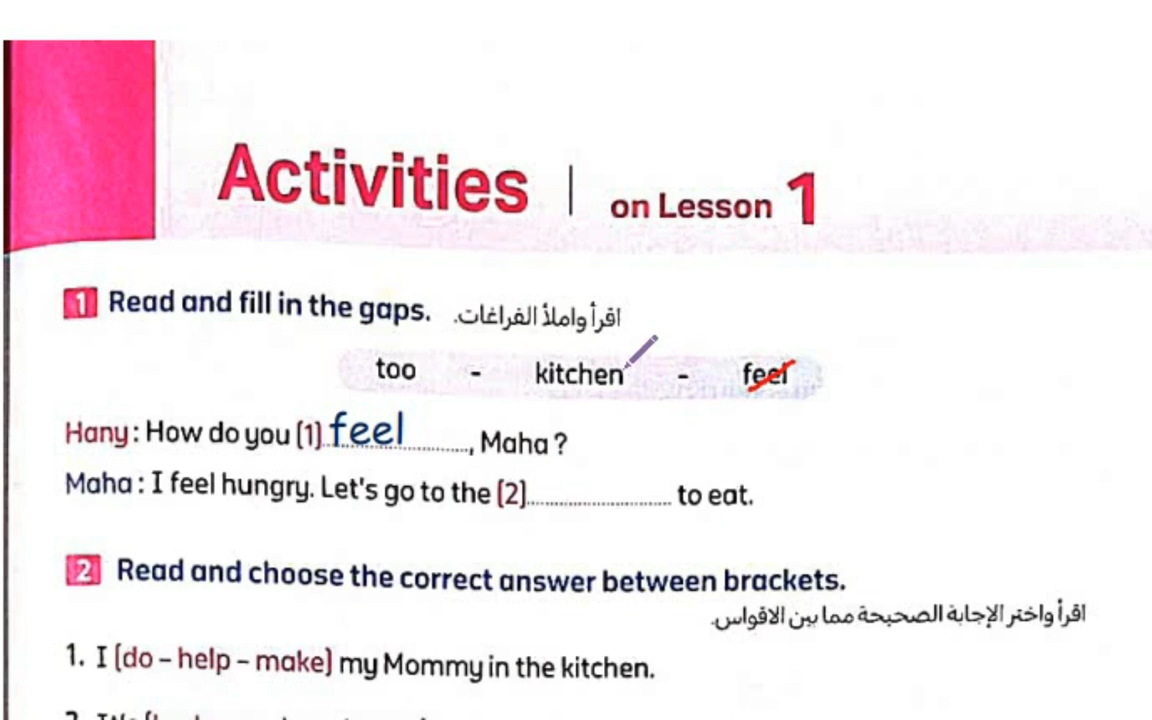 Activities | on Lesson 1
1 Read and fill in the gaps. اقرأ واملأ الفراغات.
too - kitchen - feel
Hany: How do you (1) feel, Maha?
Maha: I feel hungry. Let's go to the (2) to eat.
2 Read and choose the correct answer between brackets.
اقرأ واختر الإجابة الصحيحة مما بين الاقواس.
1. I (do - help - make) my Mommy in the kitchen.